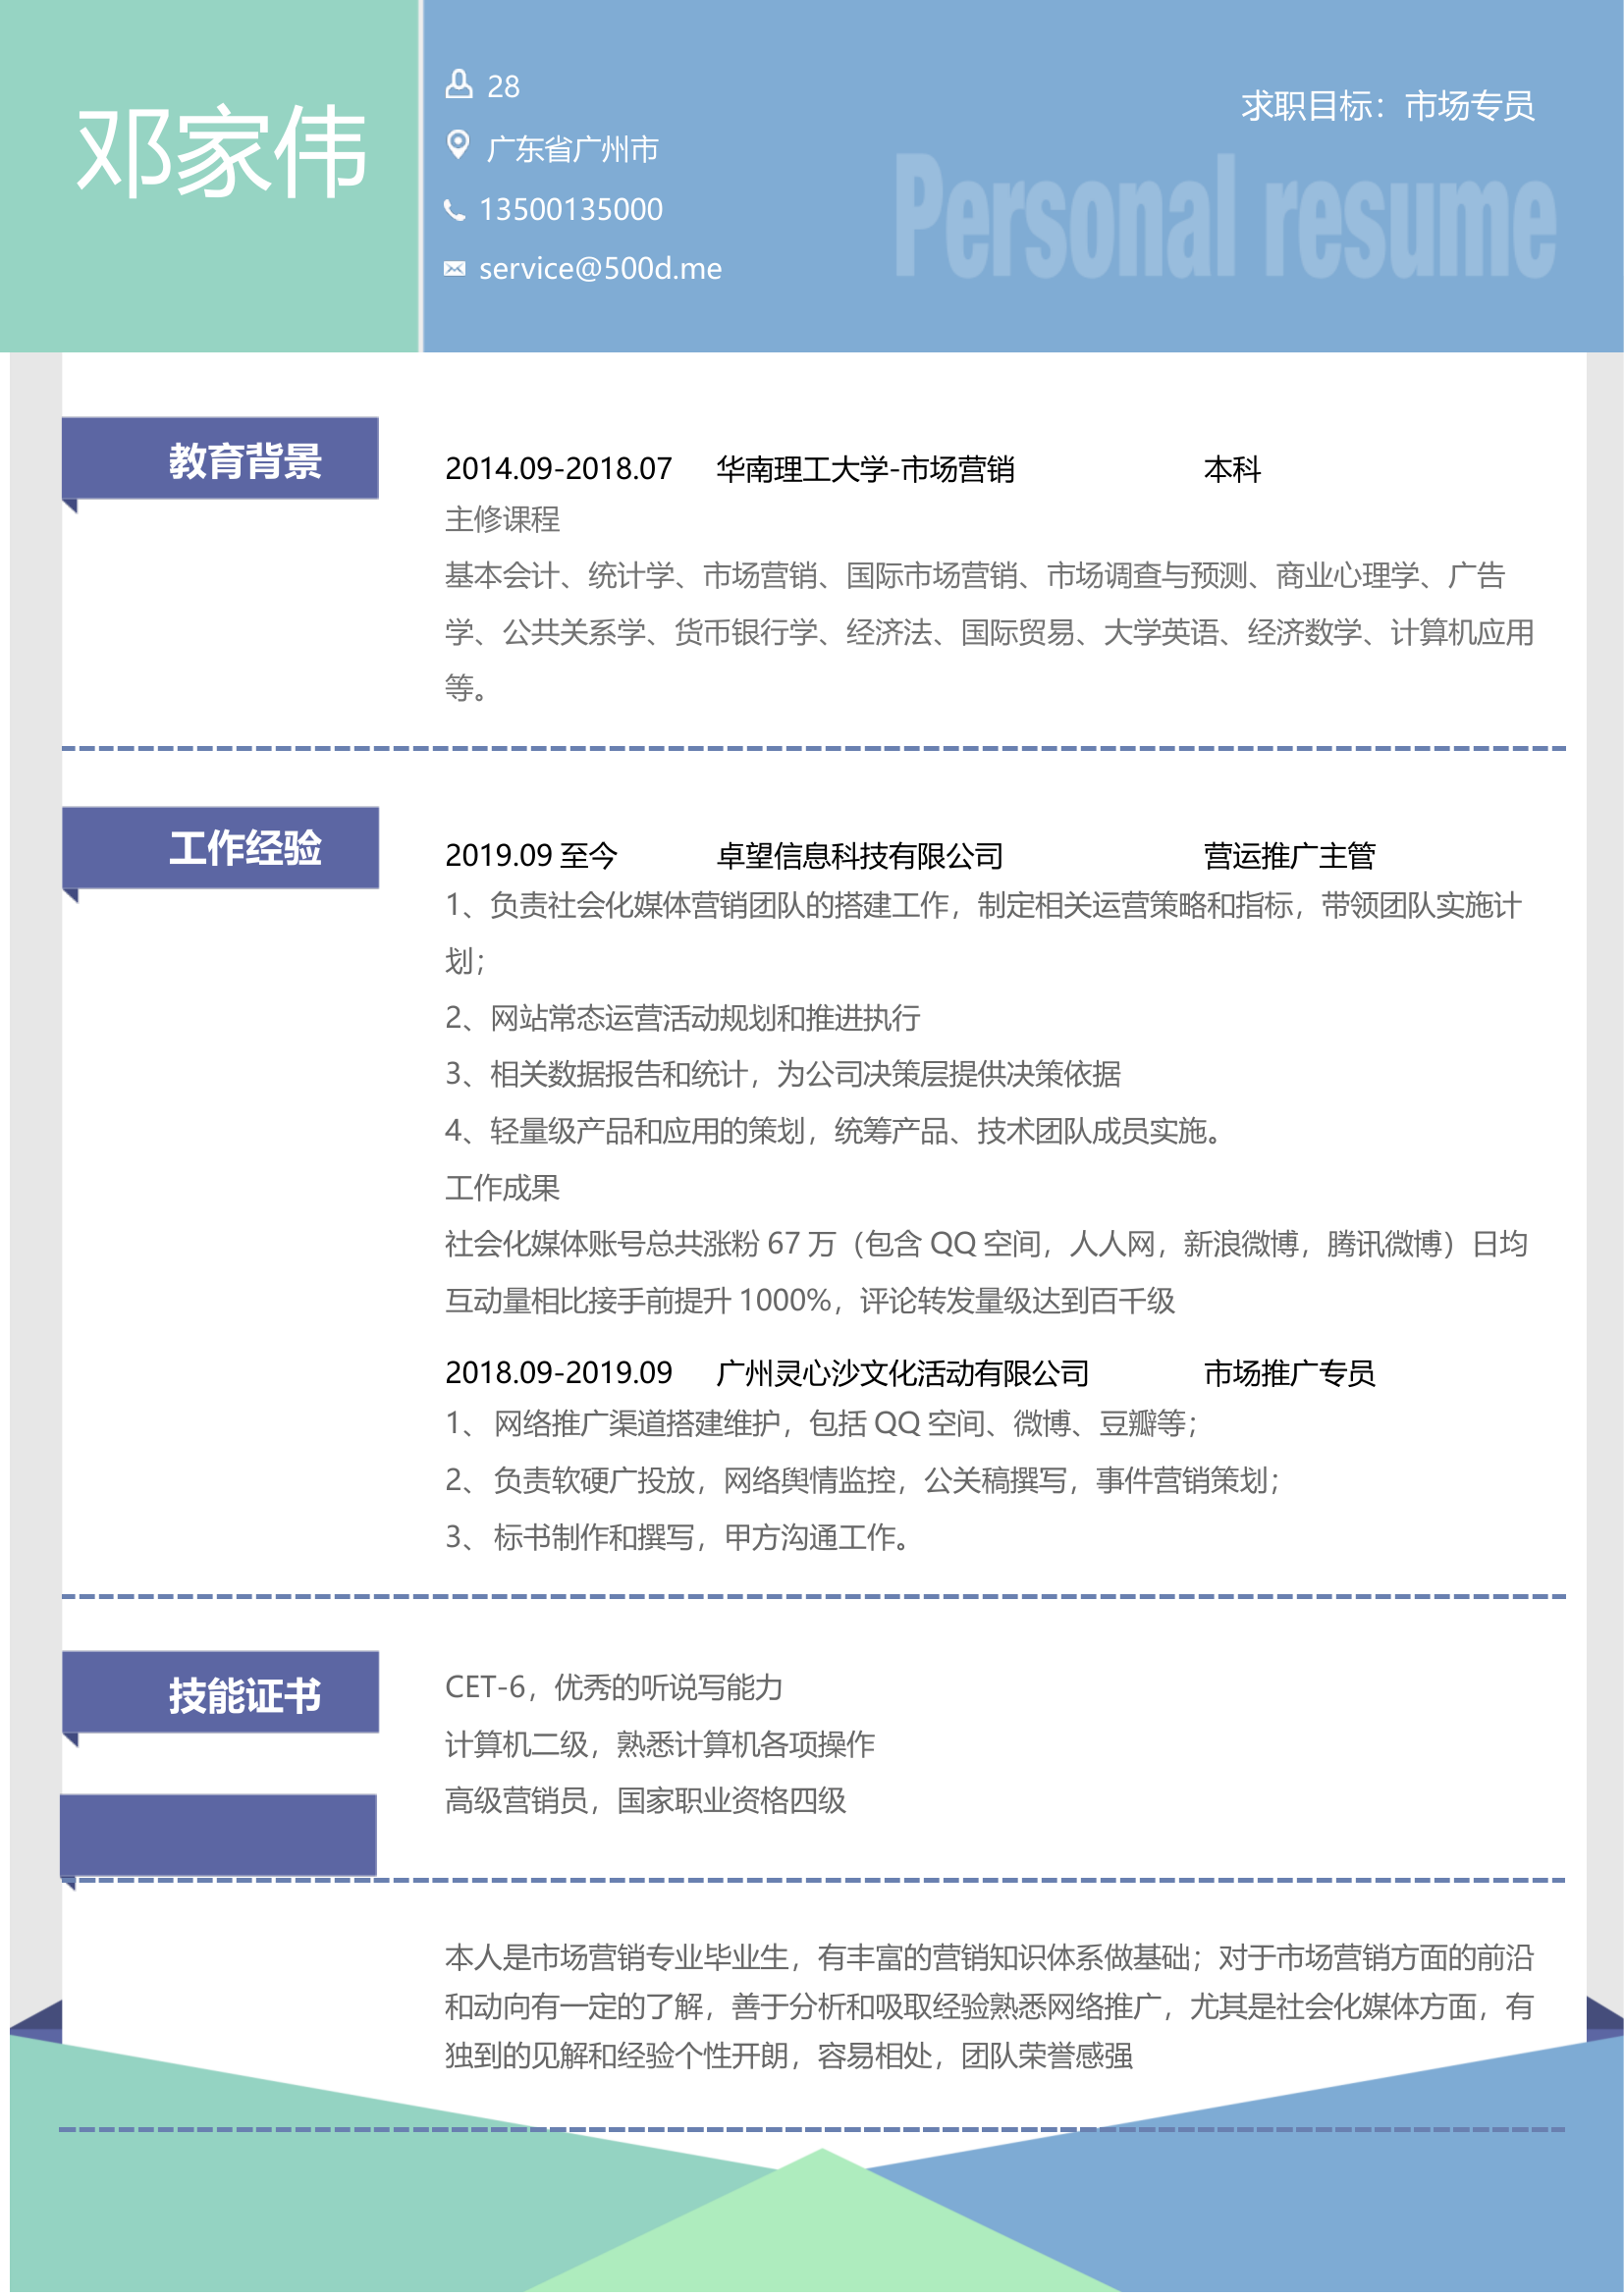 邓家伟
28
广东省广州市
13500135000
service@500d.me
求职目标：市场专员
Personal resume
教育背景
2014.09-2018.07 华南理工大学-市场营销 本科
主修课程
基本会计、统计学、市场营销、国际市场营销、市场调查与预测、商业心理学、广告
学、公共关系学、货币银行学、经济法、国际贸易、大学英语、经济数学、计算机应用
等。
工作经验
2019.09 至今 卓望信息科技有限公司 营运推广主管
1、负责社会化媒体营销团队的搭建工作，制定相关运营策略和指标，带领团队实施计
划；
2、网站常态运营活动规划和推进执行
3、相关数据报告和统计，为公司决策层提供决策依据
4、轻量级产品和应用的策划，统筹产品、技术团队成员实施。
工作成果
社会化媒体账号总共涨粉 67 万（包含 QQ 空间，人人网，新浪微博，腾讯微博）日均
互动量相比接手前提升 1000%，评论转发量级达到百千级
2018.09-2019.09 广州灵心沙文化活动有限公司 市场推广专员
1、 网络推广渠道搭建维护，包括 QQ 空间、微博、豆瓣等；
2、 负责软硬广投放，网络舆情监控，公关稿撰写，事件营销策划；
3、 标书制作和撰写，甲方沟通工作。
技能证书
CET-6，优秀的听说写能力
计算机二级，熟悉计算机各项操作
高级营销员，国家职业资格四级
本人是市场营销专业毕业生，有丰富的营销知识体系做基础；对于市场营销方面的前沿
和动向有一定的了解，善于分析和吸取经验熟悉网络推广，尤其是社会化媒体方面，有
独到的见解和经验个性开朗，容易相处，团队荣誉感强